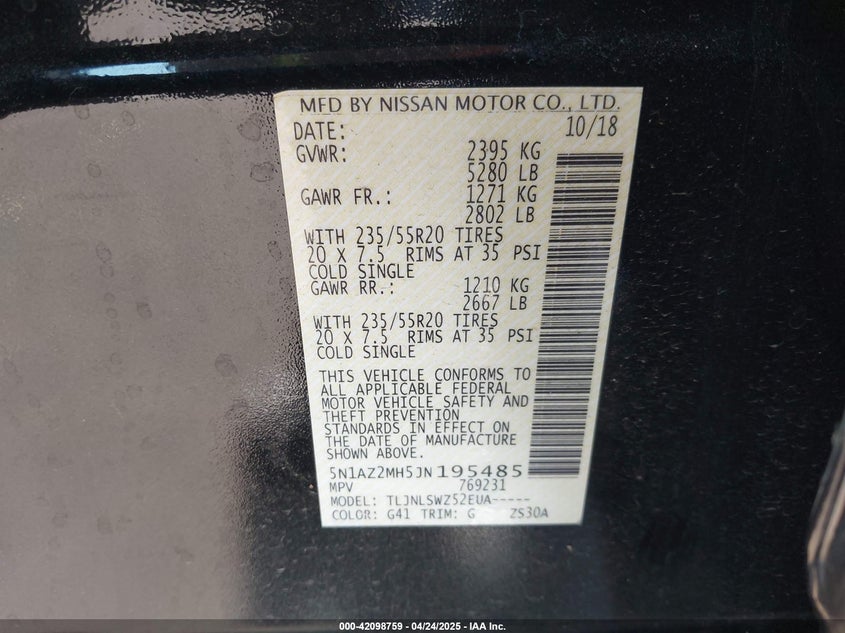 MFD BY NISSAN MOTOR CO., LTD.
DATE: 10/18
GVWR: 2395 KG
5280 LB
GAWR FR.: 1271 KG
2802 LB
WITH 235/55R20 TIRES
20 X 7.5 RIMS AT 35 PSI
COLD SINGLE
GAWR RR.: 1210 KG
2667 LB
WITH 235/55R20 TIRES
20 X 7.5 RIMS AT 35 PSI
COLD SINGLE
THIS VEHICLE CONFORMS TO
ALL APPLICABLE FEDERAL
MOTOR VEHICLE SAFETY AND
THEFT PREVENTION
STANDARDS IN EFFECT ON
THE DATE OF MANUFACTURE
SHOWN ABOVE.
5N1AZ2MH5JN195485
MPV 769231
MODEL: TLJNLSWZ52EUA-----
COLOR: G41 TRIM: G ZS30A
000-42098759 - 04/24/2025 - IAA Inc.